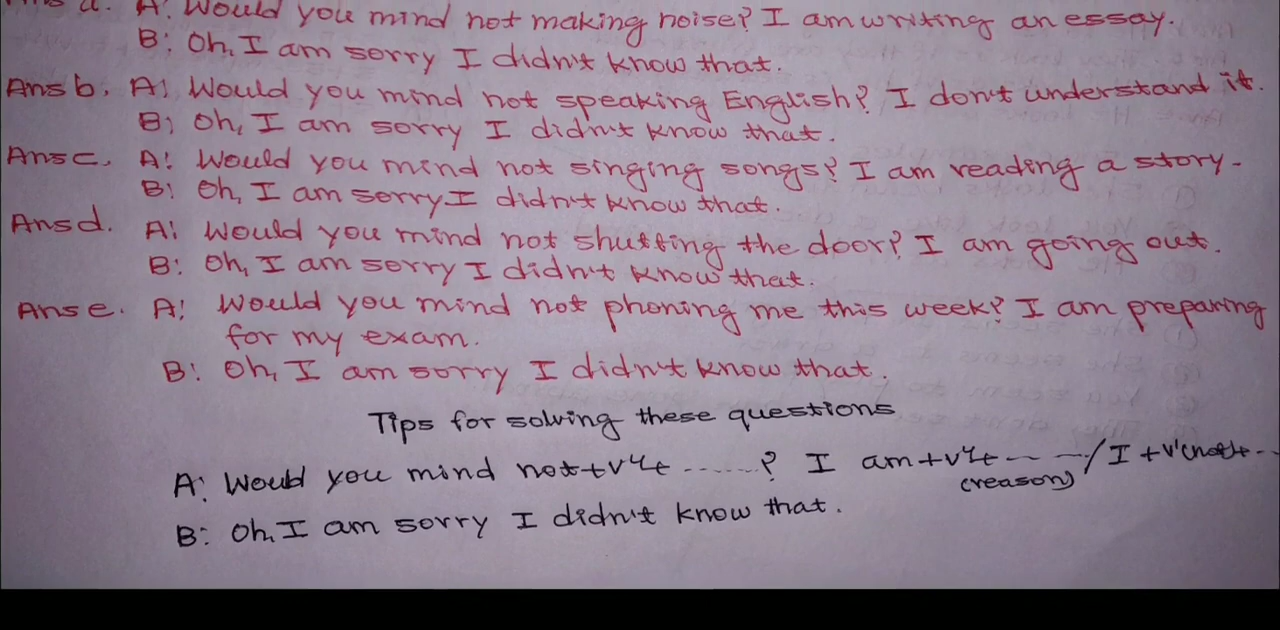 A: Would you mind not making noise? I am writing an essay.
B: Oh, I am sorry I didn't know that.
Ans b. A: Would you mind not speaking English? I don't understand it.
B: Oh, I am sorry I didn't know that.
Ans c. A: Would you mind not singing songs? I am reading a story.
B: Oh, I am sorry I didn't know that.
Ans d. A: Would you mind not shutting the door? I am going out.
B: Oh, I am sorry I didn't know that.
Ans e. A: Would you mind not phoning me this week? I am preparing
for my exam.
B: Oh, I am sorry I didn't know that.
Tips for solving these questions
A: Would you mind not+v4+ ......? I am+v4+ --- --/ I +v'(not)+ --
(reason)
B: Oh, I am sorry I didn't know that.